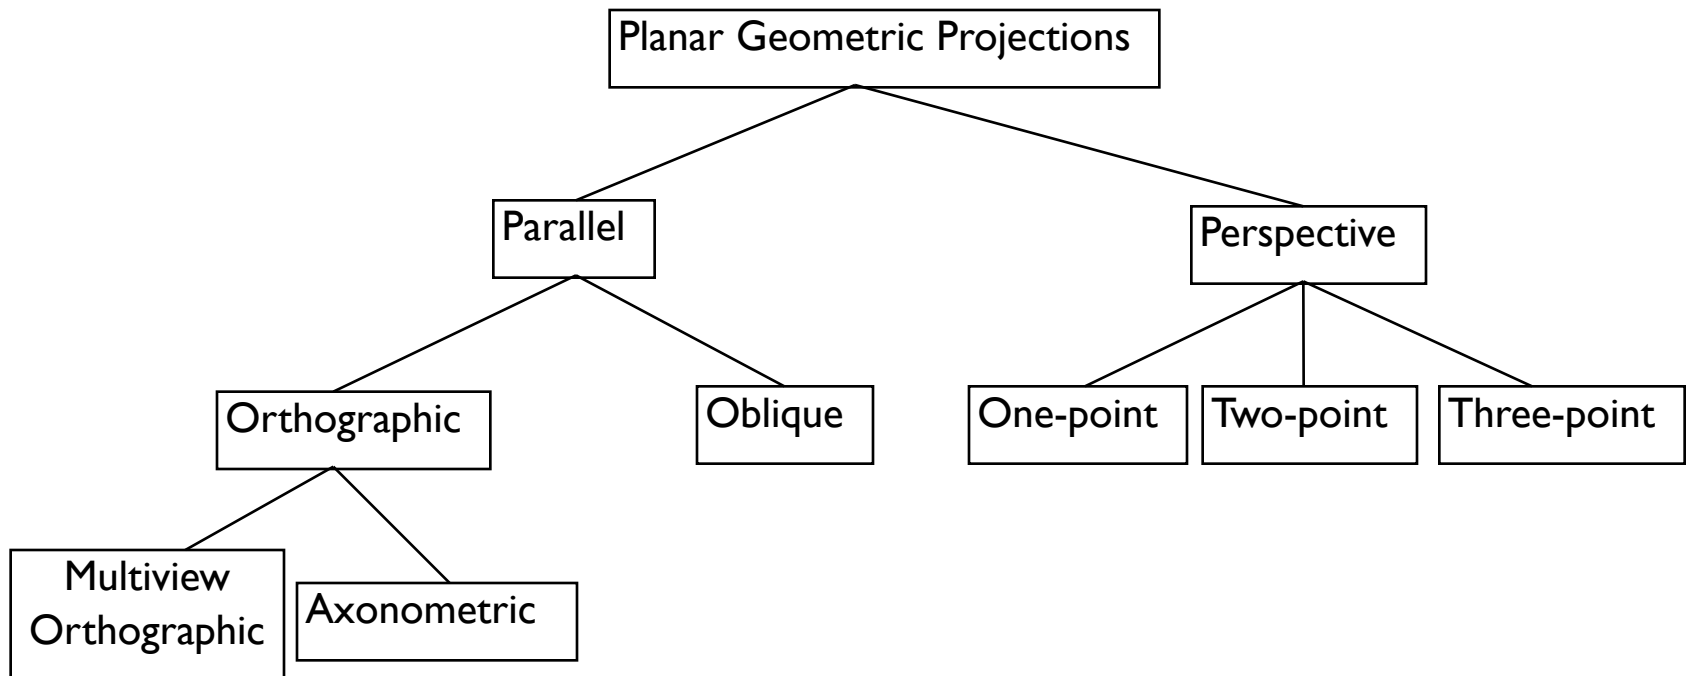 Planar Geometric Projections
Parallel
Perspective
Orthographic
Oblique
One-point
Two-point
Three-point
Multiview
Orthographic
Axonometric